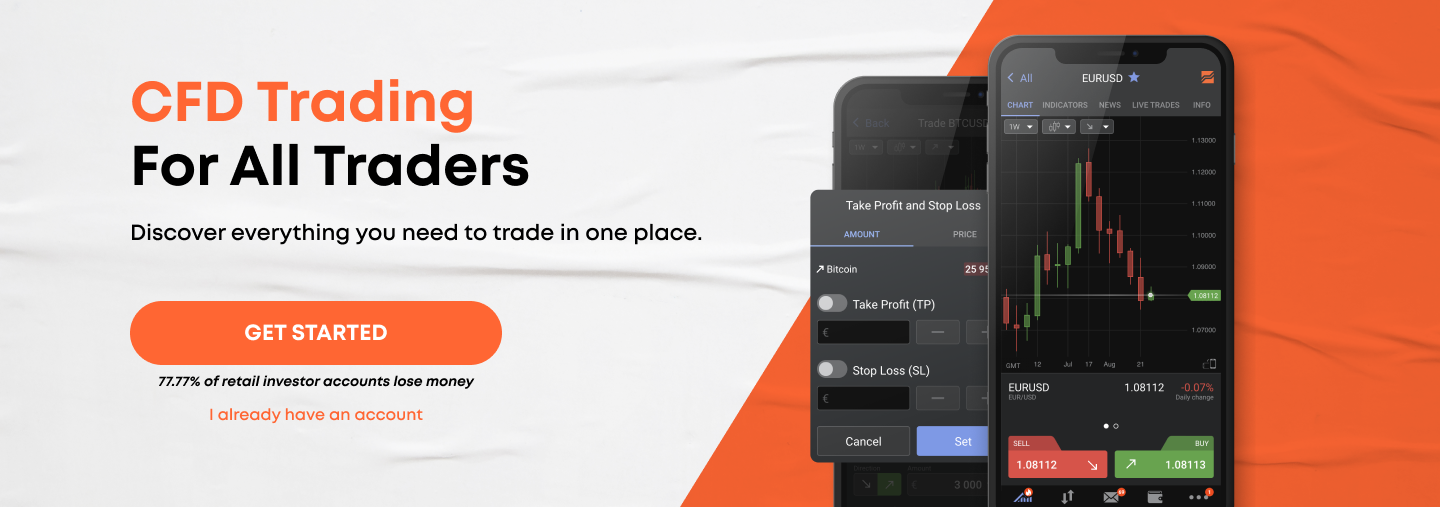 CFD Trading
For All Traders
Discover everything you need to trade in one place.
GET STARTED
77.77% of retail investor accounts lose money
I already have an account
Back
Trade BTCUSD
1W
Take Profit and Stop Loss
AMOUNT
PRICE
Bitcoin
25 95
Take Profit (TP)
€
Stop Loss (SL)
€
Cancel
Set
Amount
€
3 000
All
EURUSD
CHART
INDICATORS
NEWS
LIVE TRADES
INFO
1W
1.13000
1.12000
1.11000
1.10000
1.09000
1.08112
1.07000
GMT
12
Jul
17
Aug
21
EURUSD
1.08112
-0.07%
EUR/USD
Daily change
SELL
BUY
1.08112
1.08113